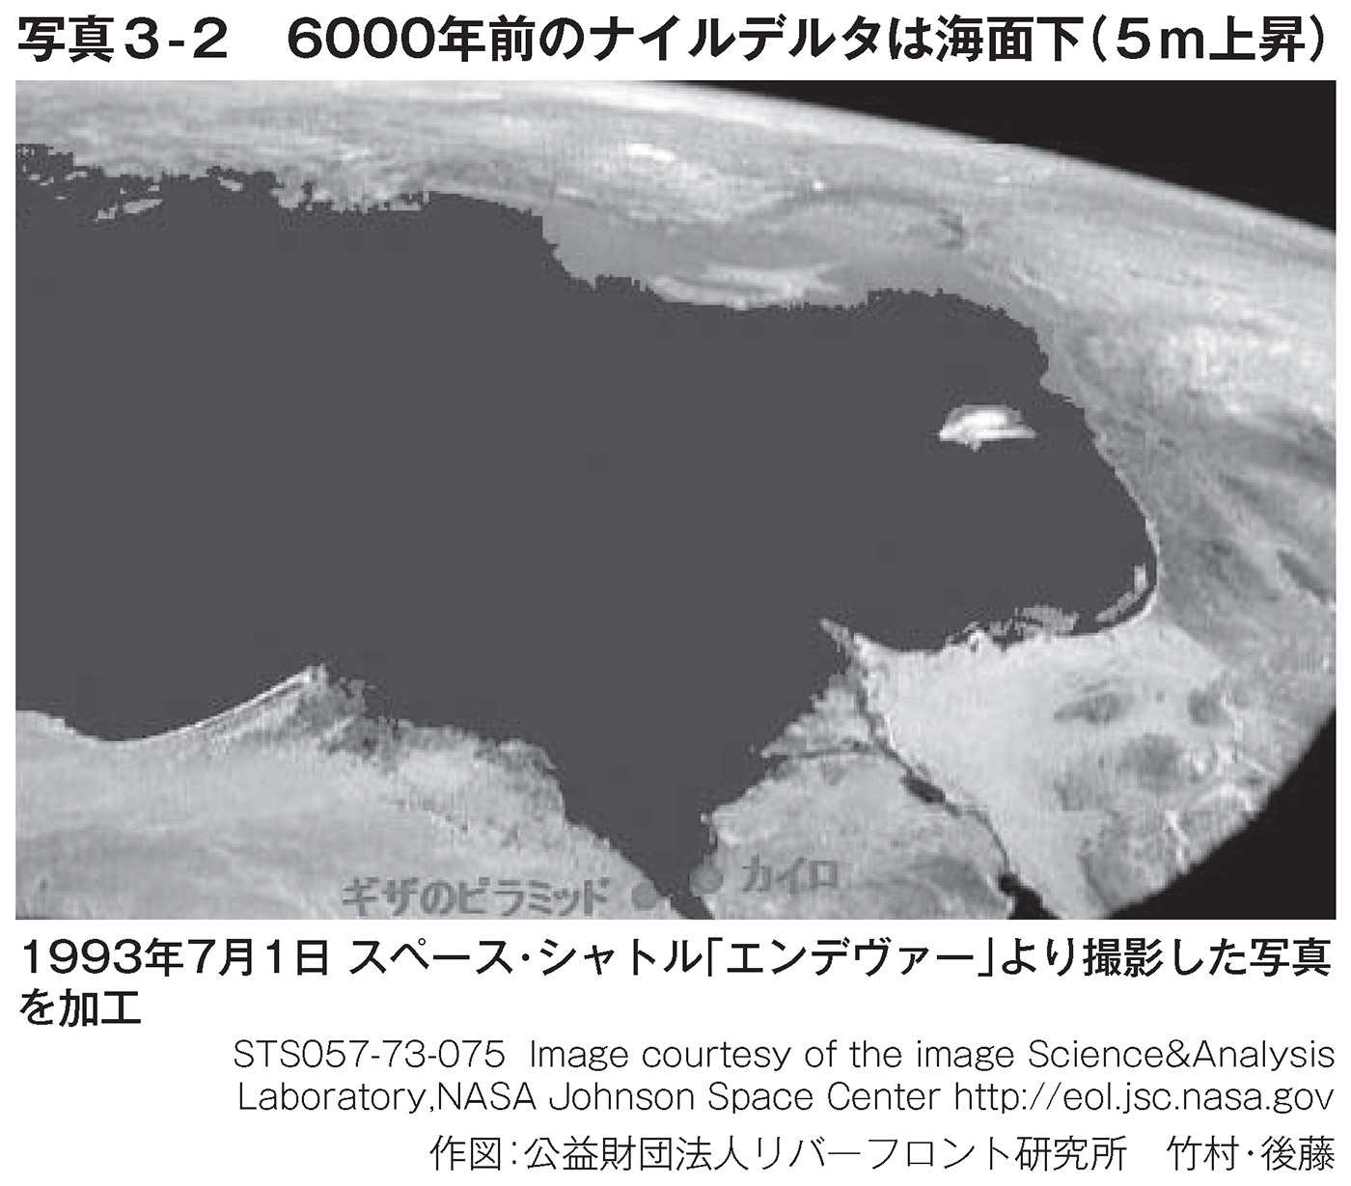 写真3-2　6000年前のナイルデルタは海面下（5m上昇）
ギザのピラミッド
カイロ
1993年7月1日 スペース・シャトル「エンデヴァー」より撮影した写真
を加工
STS057-73-075 Image courtesy of the image Science&Analysis
Laboratory,NASA Johnson Space Center http://eol.jsc.nasa.gov
作図：公益財団法人リバーフロント研究所　竹村・後藤